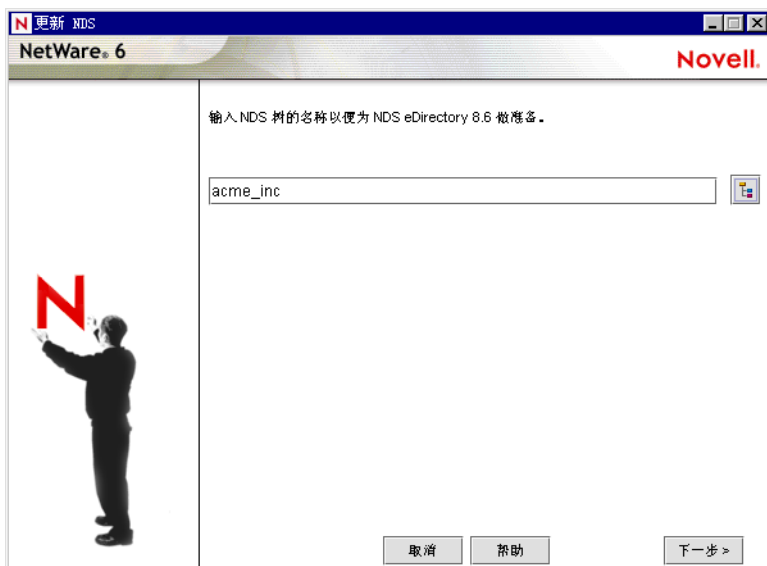 更新 NDS
NetWare® 6
Novell.
输入 NDS 树的名称以便为 NDS eDirectory 8.6 做准备。
acme_inc
取消
帮助
下一步 >